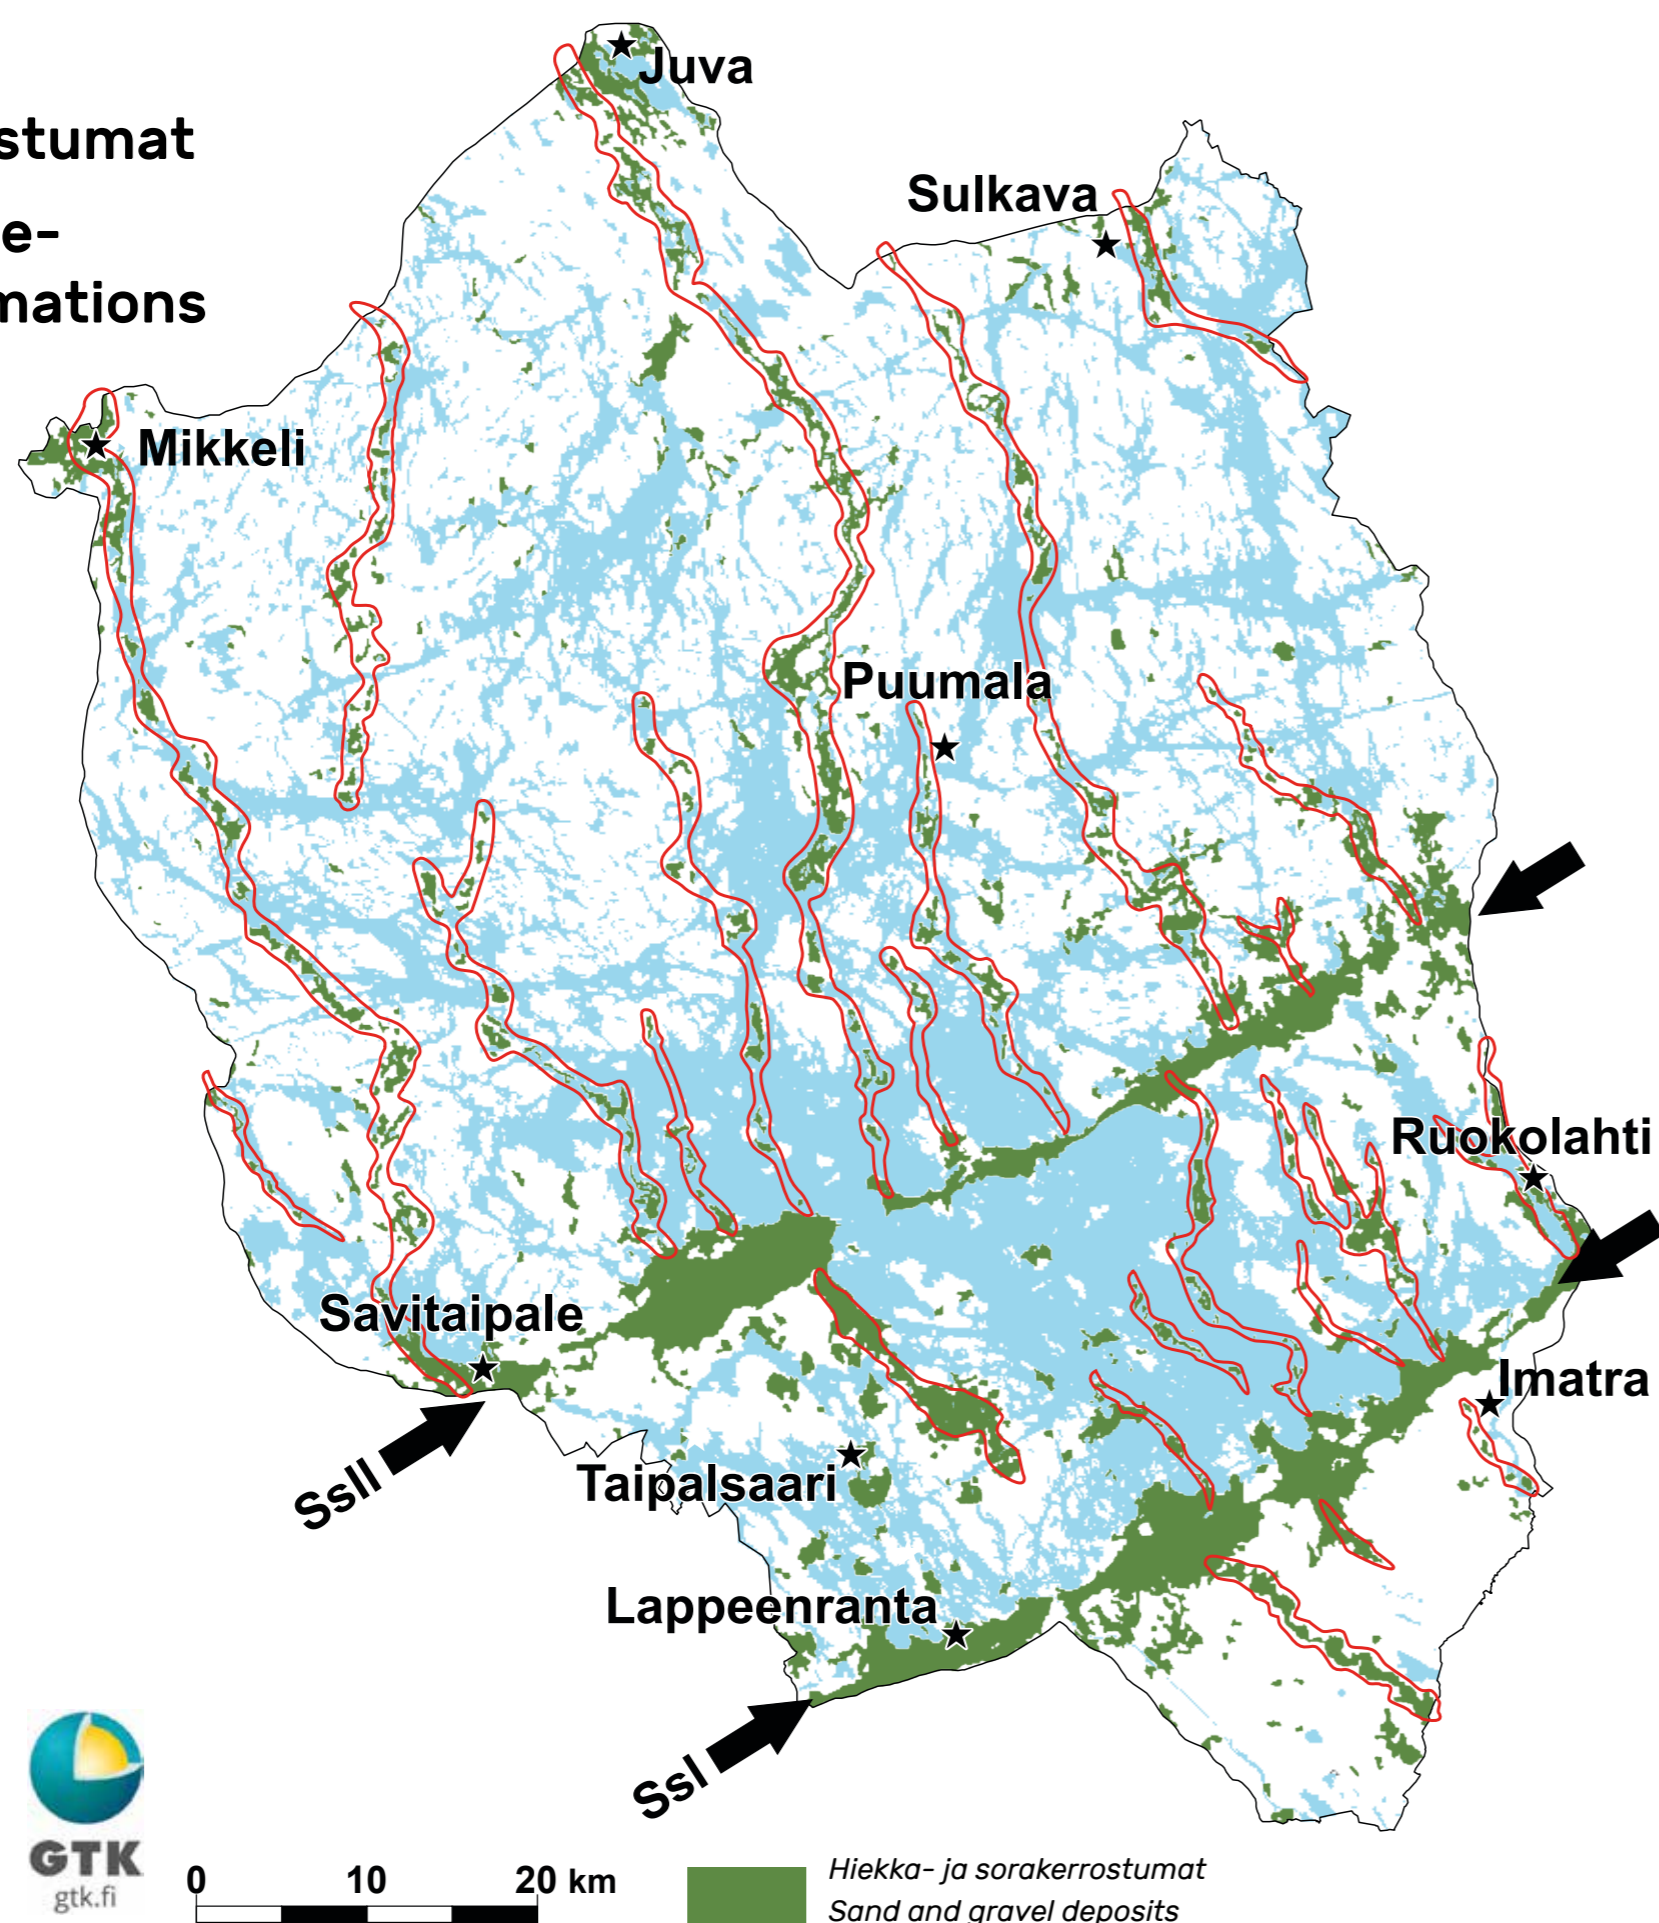 stumat
e-
mations
Juva
Sulkava
Mikkeli
Puumala
Ruokolahti
Savitaipale
Imatra
SsII
Taipalsaari
Lappeenranta
SsI
GTK
gtk.fi
0 10 20 km
Hiekka- ja sorakerrostumat
Sand and gravel deposits